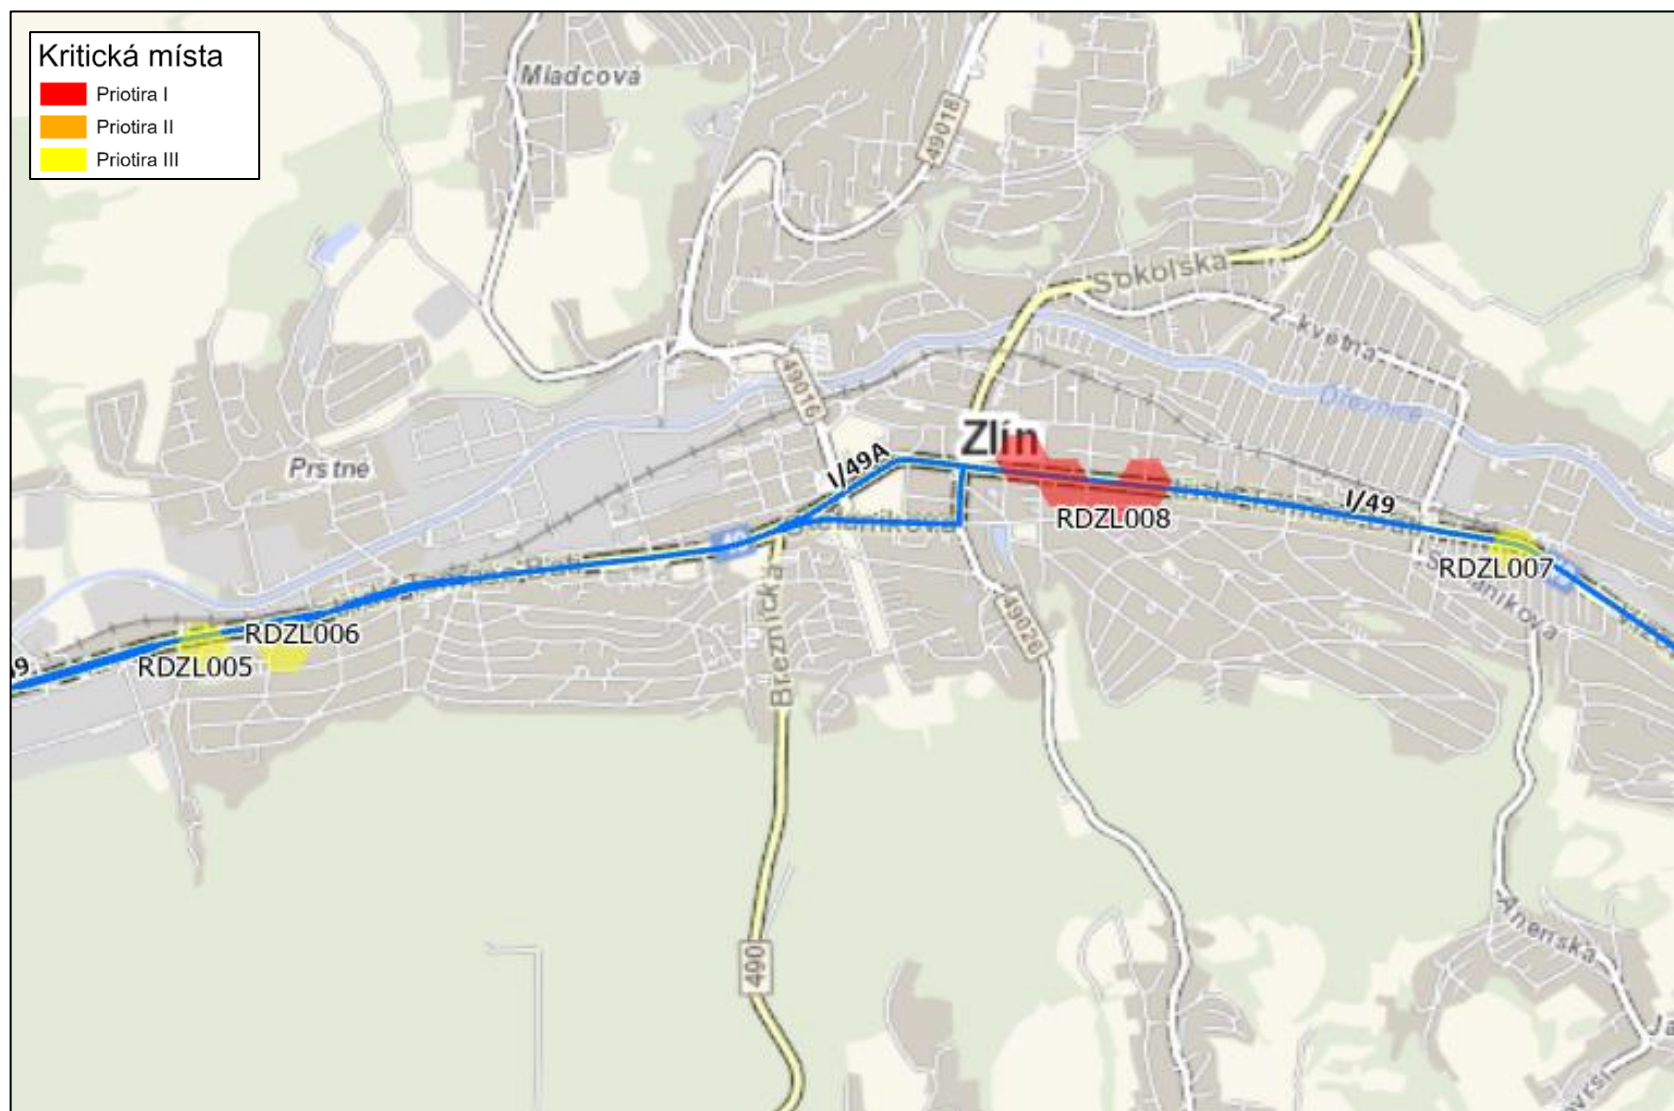 Kritická místa
Priotira I
Priotira II
Priotira III
Mladcová
49018
Sokolská
2. května
49016
Dřevnice
Zlín
Prštné
I/49A
I/49
RDZL008
49
RDZL007
Březnická
49026
RDZL006
RDZL005
490
Anenská